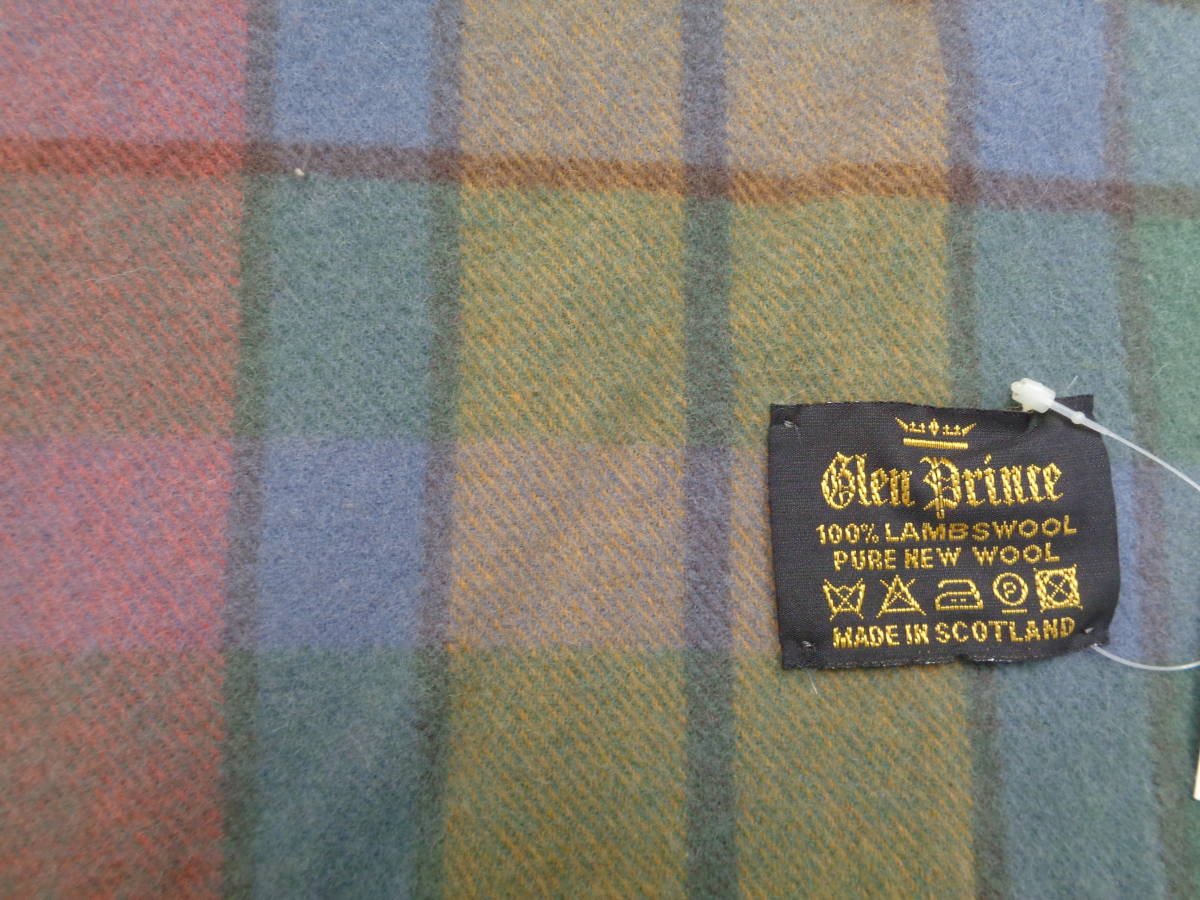 Glen Prince
100% LAMBSWOOL
PURE NEW WOOL
P
MADE IN SCOTLAND